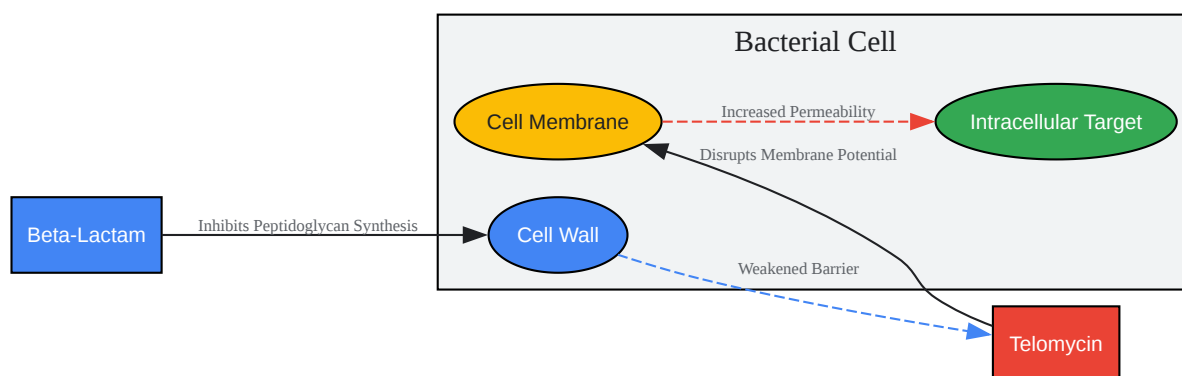 Bacterial Cell
Cell Membrane
Increased Permeability
Intracellular Target
Disrupts Membrane Potential
Beta-Lactam
Inhibits Peptidoglycan Synthesis
Cell Wall
Weakened Barrier
Telomycin